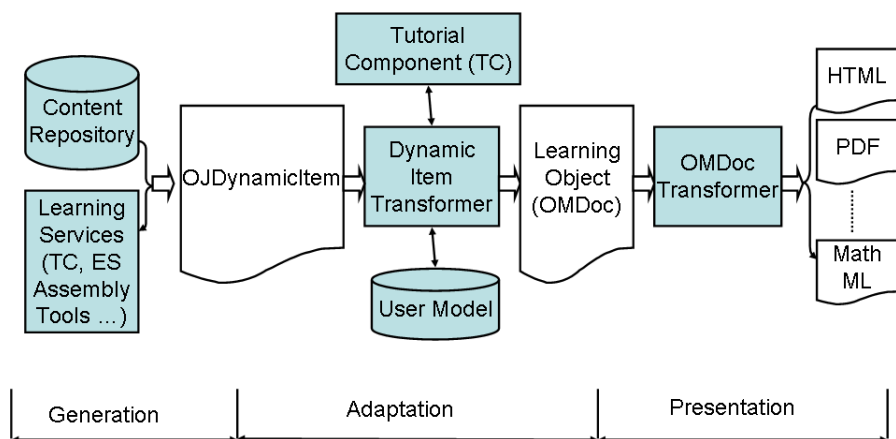 Content
Repository
Learning
Services
(TC, ES
Assembly
Tools ...)
OJDynamicItem
Tutorial
Component (TC)
Dynamic
Item
Transformer
User Model
Learning
Object
(OMDoc)
OMDoc
Transformer
HTML
PDF
Math
ML
Generation
Adaptation
Presentation